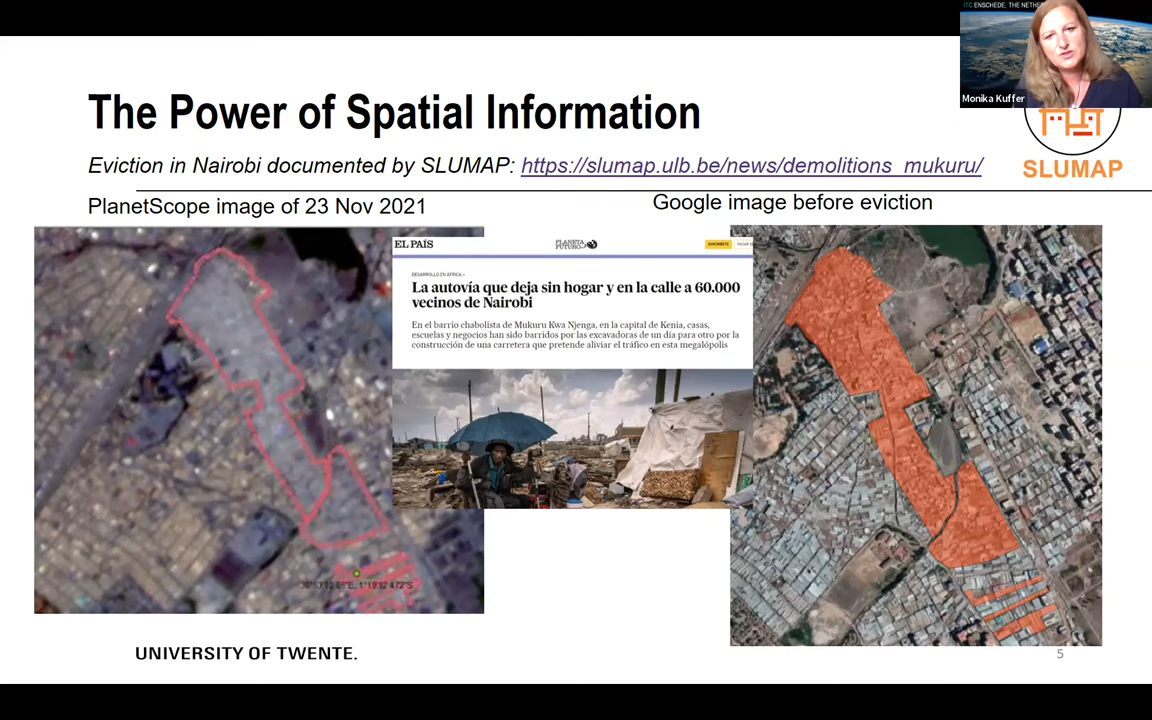 ITC ENSCHEDE, THE NETHE
Monika Kuffer
The Power of Spatial Information
SLUMAP
Eviction in Nairobi documented by SLUMAP: https://slumap.ulb.be/news/demolitions_mukuru/
PlanetScope image of 23 Nov 2021
Google image before eviction
EL PAÍS
PLANETA
FUTURO
SUSCRÍBETE
DESARROLLO EN ÁFRICA
La autovía que deja sin hogar y en la calle a 60.000
vecinos de Nairobi
En el barrio chabolista de Mukuru Kwa Njenga, en la capital de Kenia, casas,
escuelas y negocios han sido barridos por las excavadoras de un día para otro por la
construcción de una carretera que pretende aliviar el tráfico en esta megalópolis
UNIVERSITY OF TWENTE.
5